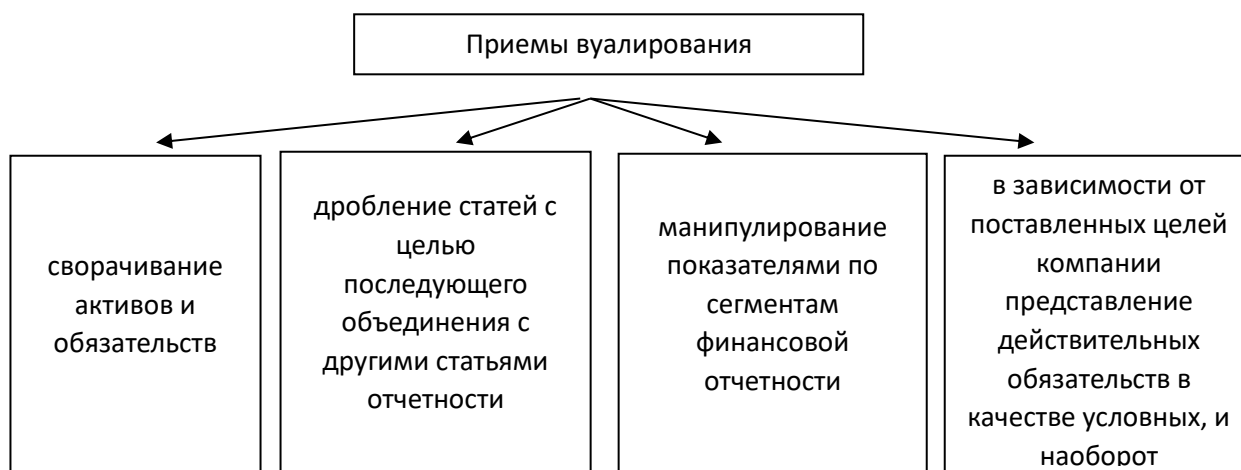 Приемы вуалирования
сворачивание
активов и
обязательств
дробление статей с
целью
последующего
объединения с
другими статьями
отчетности
манипулирование
показателями по
сегментам
финансовой
отчетности
в зависимости от
поставленных целей
компании
представление
действительных
обязательств в
качестве условных, и
наоборот